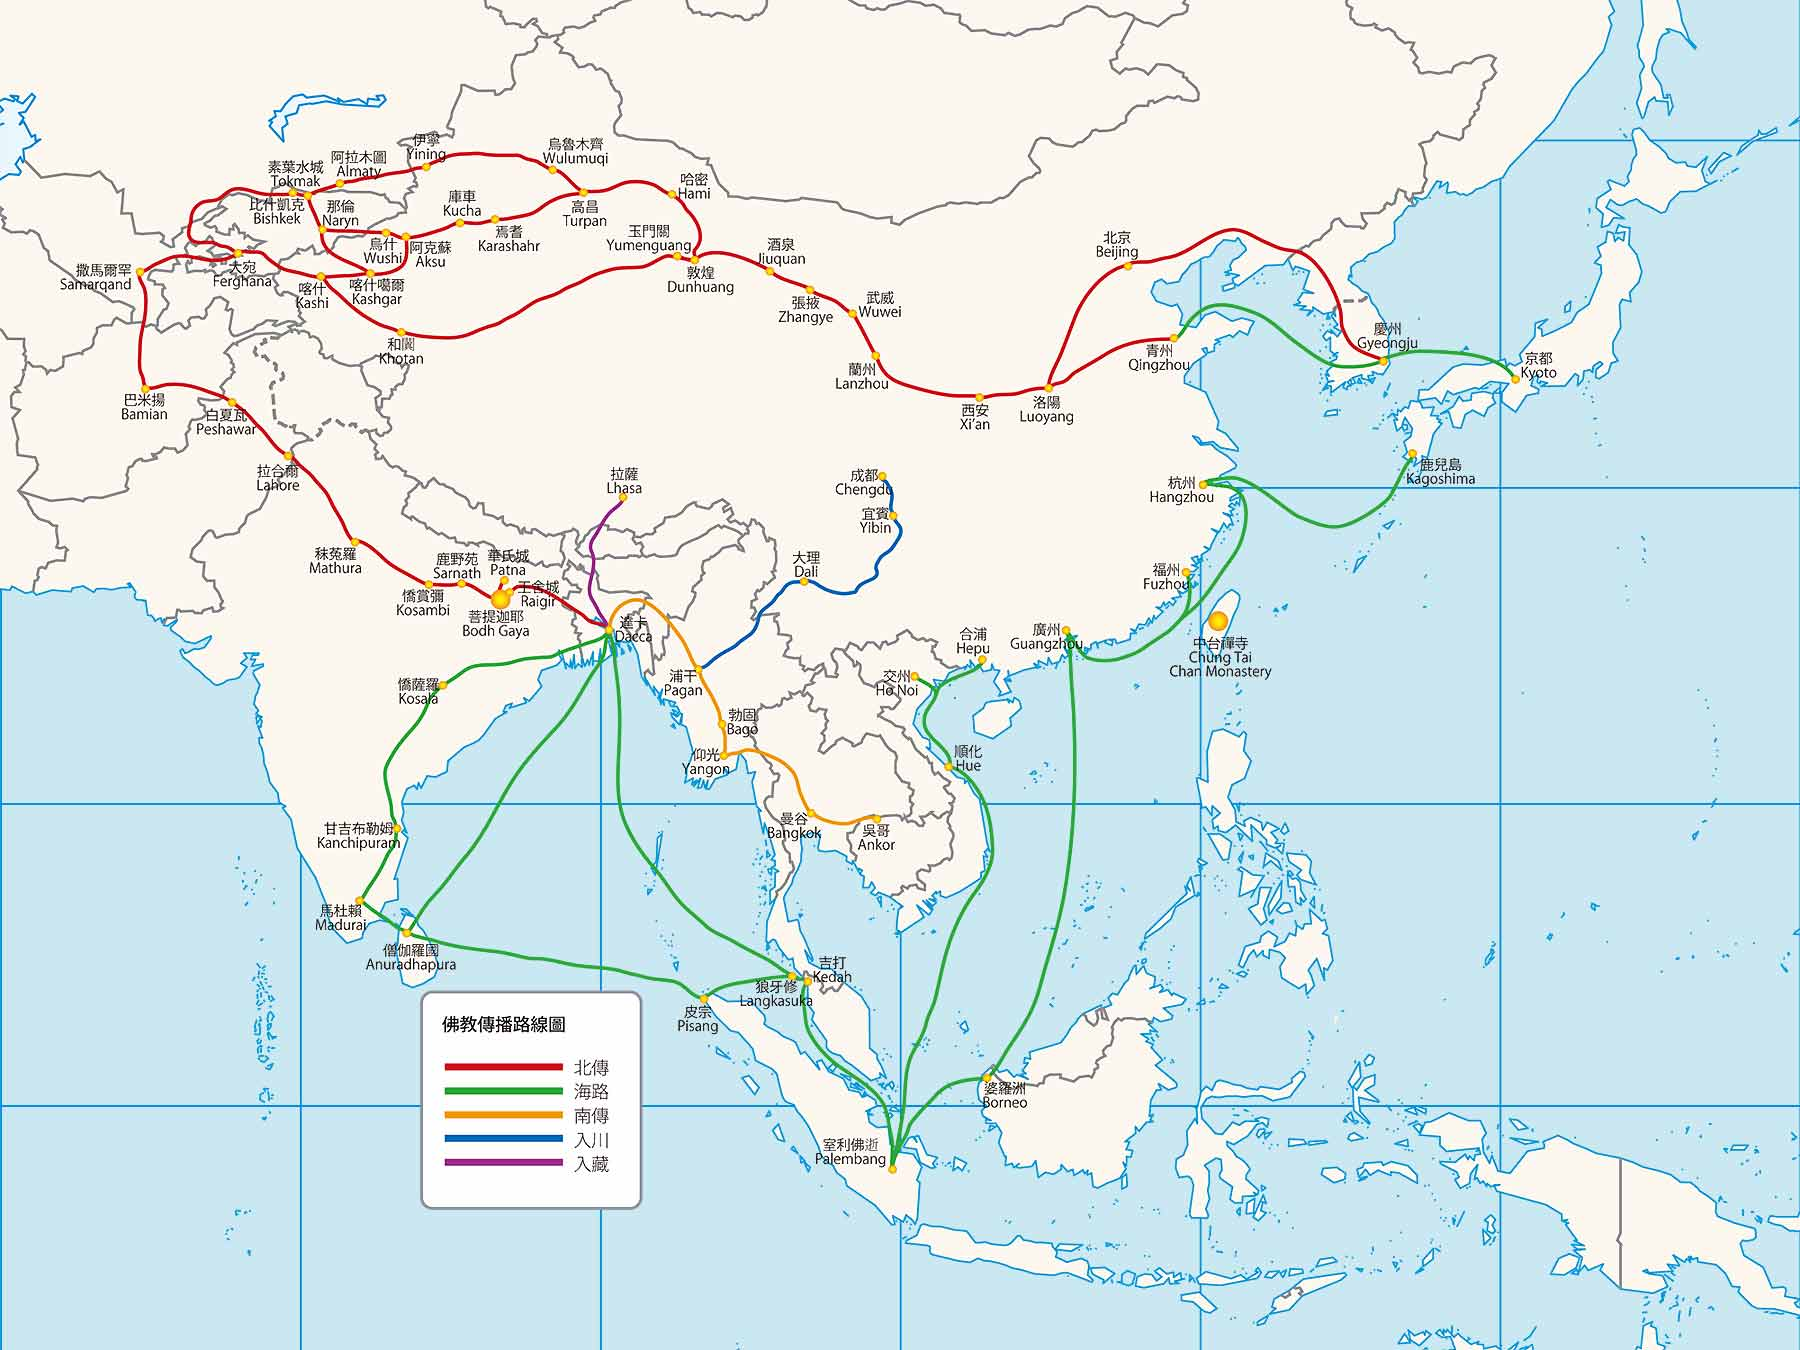 伊寧
Yining
烏魯木齊
Wulumuqi
阿拉木圖
Almaty
素葉水城
Tokmak
哈密
Hami
比什凱克
Bishkek
那倫
Naryn
庫車
Kucha
焉耆
Karashahr
高昌
Turpan
烏什
Wushi
阿克蘇
Aksu
玉門關
Yumenguang
敦煌
Dunhuang
酒泉
Jiuquan
北京
Beijing
撒馬爾罕
Samarqand
大宛
Ferghana
喀什
Kashi
喀什噶爾
Kashgar
張掖
Zhangye
武威
Wuwei
和闐
Khotan
蘭州
Lanzhou
西安
Xi'an
洛陽
Luoyang
青州
Qingzhou
慶州
Gyeongju
京都
Kyoto
巴米揚
Bamian
白夏瓦
Peshawar
拉合爾
Lahore
拉薩
Lhasa
成都
Chengdu
宜賓
Yibin
杭州
Hangzhou
鹿兒島
Kagoshima
秣菟羅
Mathura
鹿野苑
Sarnath
華氏城
Patna
王舍城
Raigir
僑賞彌
Kosambi
菩提迦耶
Bodh Gaya
大理
Dali
福州
Fuzhou
達卡
Dacca
廣州
Guangzhou
合浦
Hepu
中台禪寺
Chung Tai
Chan Monastery
浦干
Pagan
交州
Ho Noi
僑薩羅
Kosala
勃固
Bago
仰光
Yangon
順化
Hue
甘吉布勒姆
Kanchipuram
曼谷
Bangkok
吳哥
Ankor
馬杜賴
Madurai
僧伽羅國
Anuradhapura
吉打
Kedah
狼牙修
Langkasuka
皮宗
Pisang
婆羅洲
Borneo
室利佛逝
Palembang
佛教傳播路線圖
北傳
海路
南傳
入川
入藏